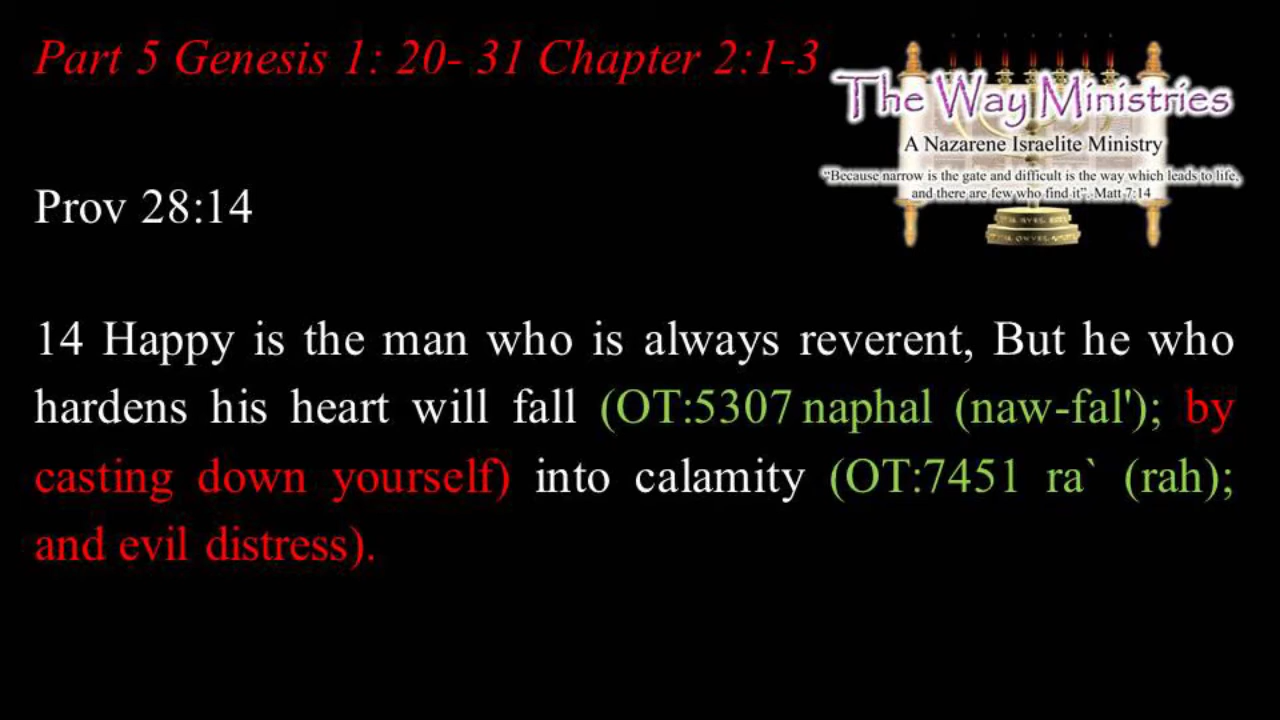 Part 5 Genesis 1: 20- 31 Chapter 2:1-3
The Way Ministries
A Nazarene Israelite Ministry
“Because narrow is the gate and difficult is the way which leads to life,
and there are few who find it”. Matt 7:14
Prov 28:14
14 Happy is the man who is always reverent, But he who
hardens his heart will fall (OT:5307 naphal (naw-fal'); by
casting down yourself) into calamity (OT:7451 ra` (rah);
and evil distress).